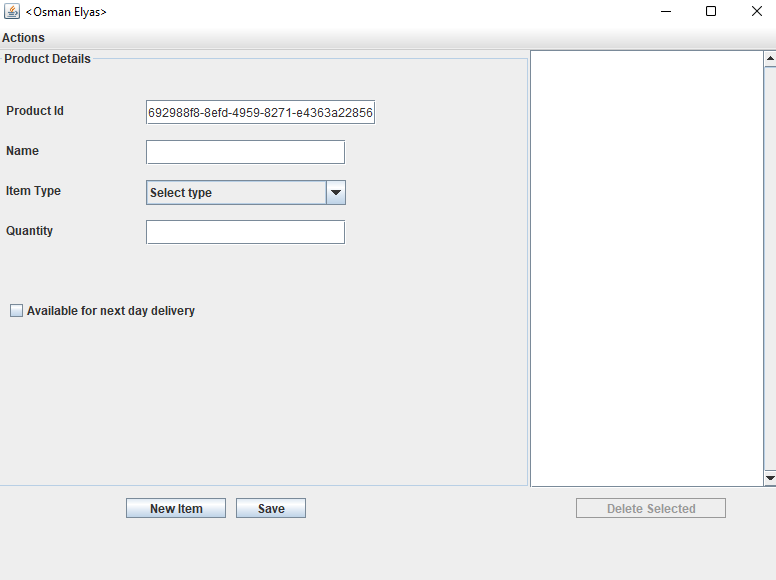 <Osman Elyas>
Actions
Product Details
Product Id
692988f8-8efd-4959-8271-e4363a22856
Name
Item Type
Select type
Quantity
Available for next day delivery
New Item
Save
Delete Selected